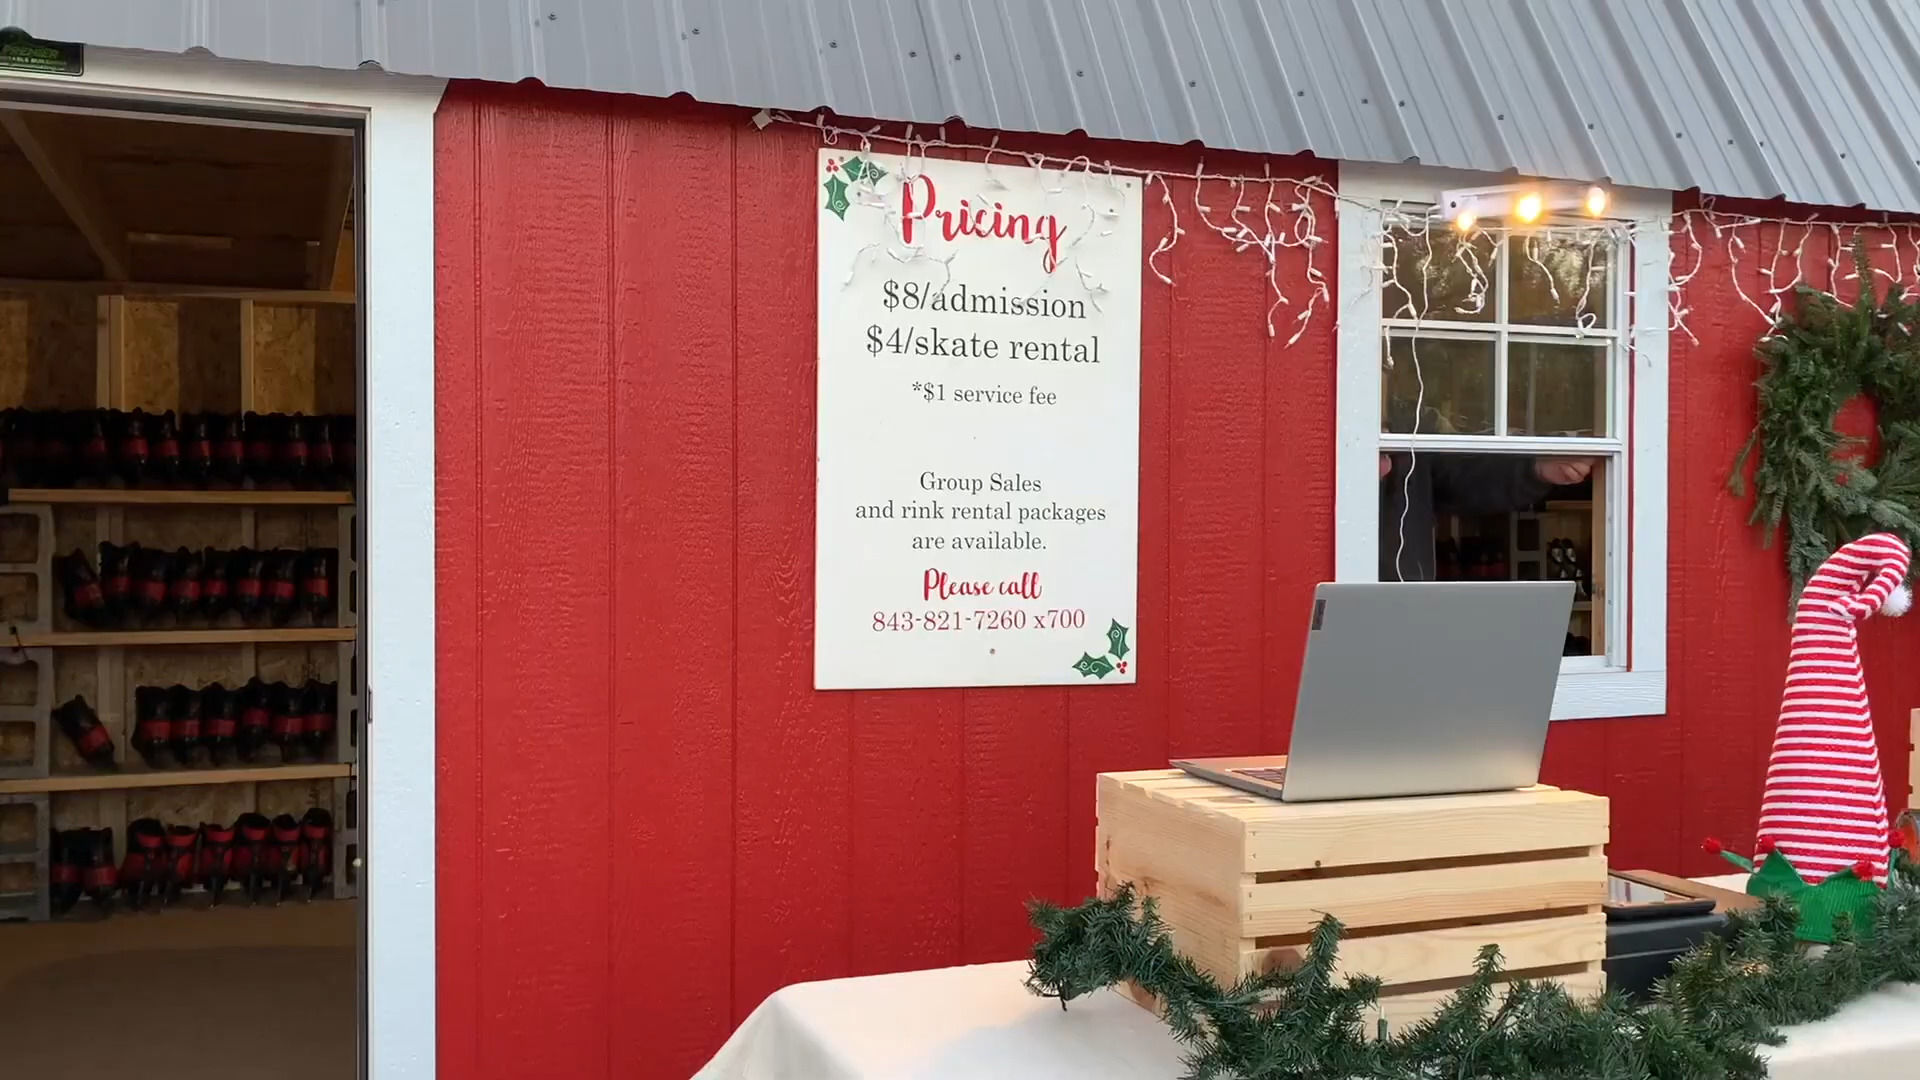 Pricing
$8/admission
$4/skate rental
*$1 service fee
Group Sales
and rink rental packages
are available.
Please call
843-821-7260 x700